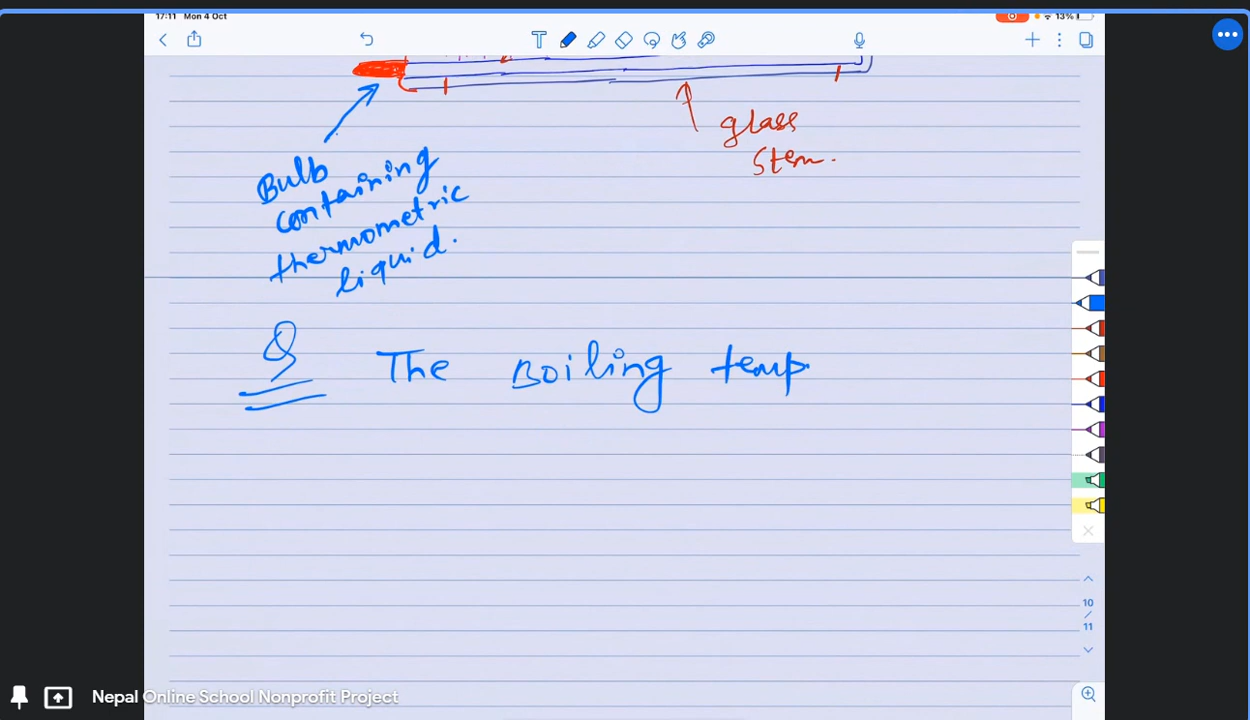 17:11 Mon 4 Oct
13%
glass
stem.
Bulb
containing
thermometric
liquid.
Q The Boiling temp
10
/
11
Nepal Online School Nonprofit Project